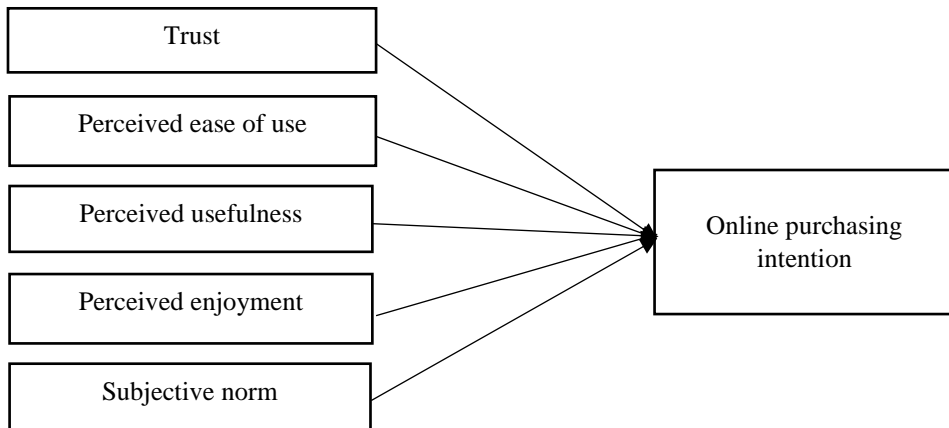 Trust
Perceived ease of use
Perceived usefulness
Perceived enjoyment
Subjective norm
Online purchasing
intention